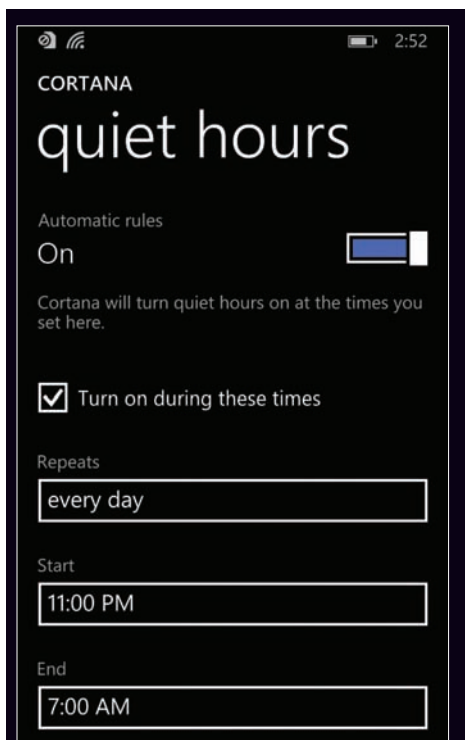 2:52
CORTANA
quiet hours
Automatic rules
On
Cortana will turn quiet hours on at the times you
set here.
Turn on during these times
Repeats
every day
Start
11:00 PM
End
7:00 AM